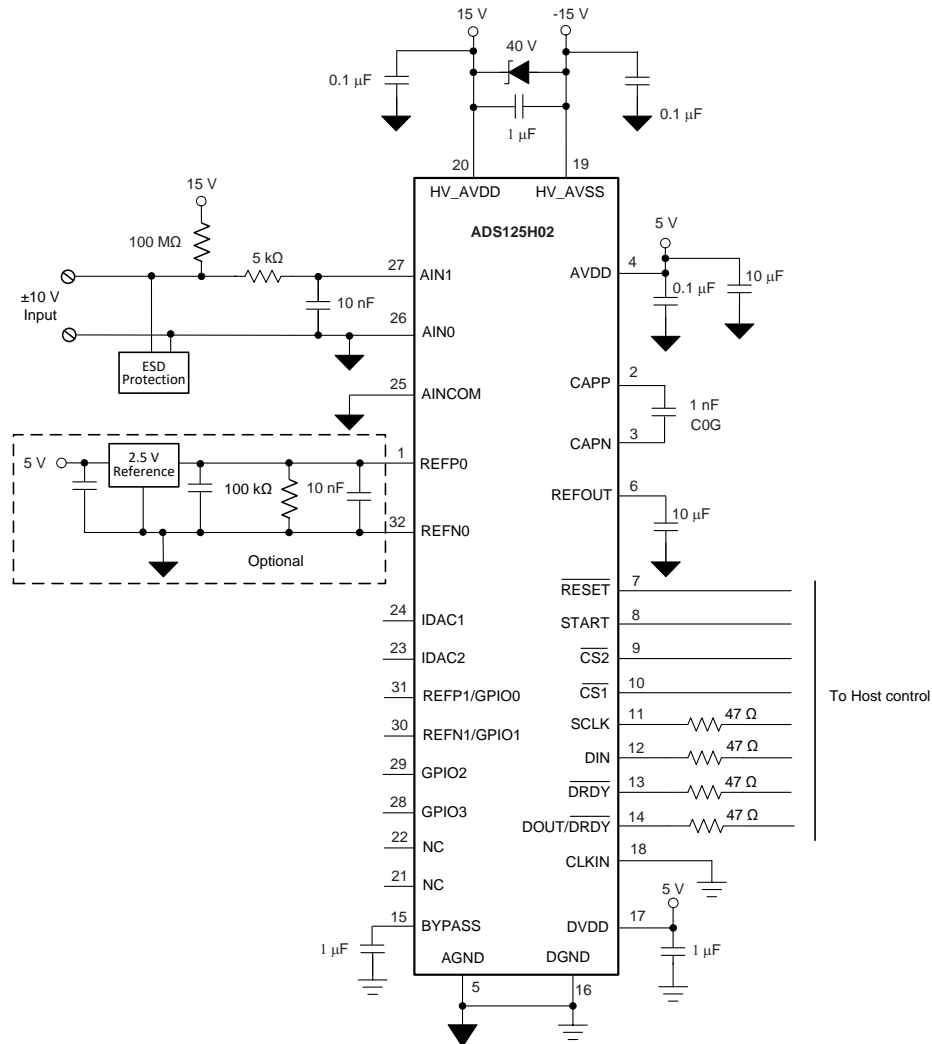 15 V
-15 V
40 V
0.1 μF
0.1 μF
1 μF
20
19
HV_AVDD
HV_AVSS
ADS125H02
15 V
100 MΩ
5 kΩ
27
AIN1
±10 V
Input
10 nF
26
AIN0
ESD
Protection
25
AINCOM
5 V
4
AVDD
0.1 μF
10 μF
2
CAPP
1 nF
C0G
3
CAPN
5 V
2.5 V
Reference
100 kΩ
10 nF
1
REFP0
32
REFN0
Optional
6
REFOUT
10 μF
24
IDAC1
23
IDAC2
31
REFP1/GPIO0
30
REFN1/GPIO1
29
GPIO2
28
GPIO3
22
NC
21
NC
15
BYPASS
1 μF
7
RESET
8
START
9
CS2
10
CS1
11
SCLK
47 Ω
12
DIN
47 Ω
13
DRDY
47 Ω
14
DOUT/DRDY
47 Ω
To Host control
18
CLKIN
5 V
17
DVDD
1 μF
AGND
DGND
5
16